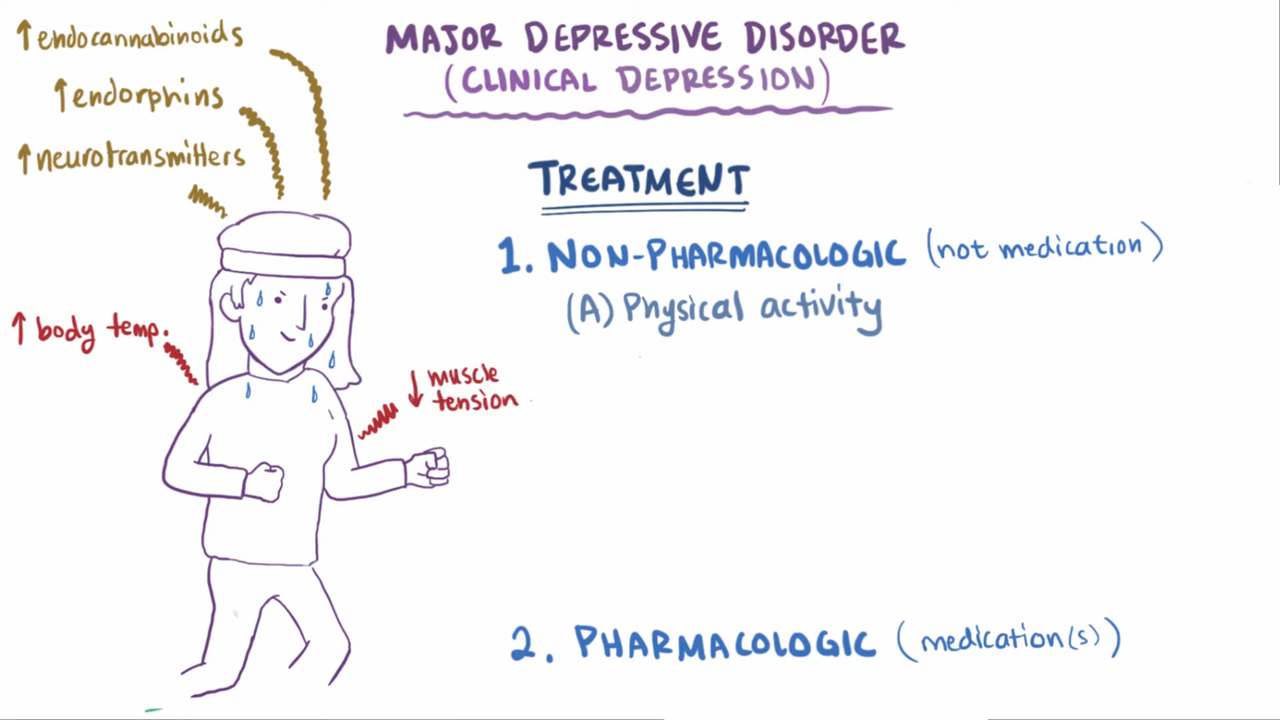 MAJOR DEPRESSIVE DISORDER
(CLINICAL DEPRESSION)
↑endocannabinoids
↑endorphins
↑neurotransmitters
TREATMENT
1. NON-PHARMACOLOGIC (not medication)
(A) Physical activity
↑ body temp.
↓ muscle
tension
2. PHARMACOLOGIC (medication(s))